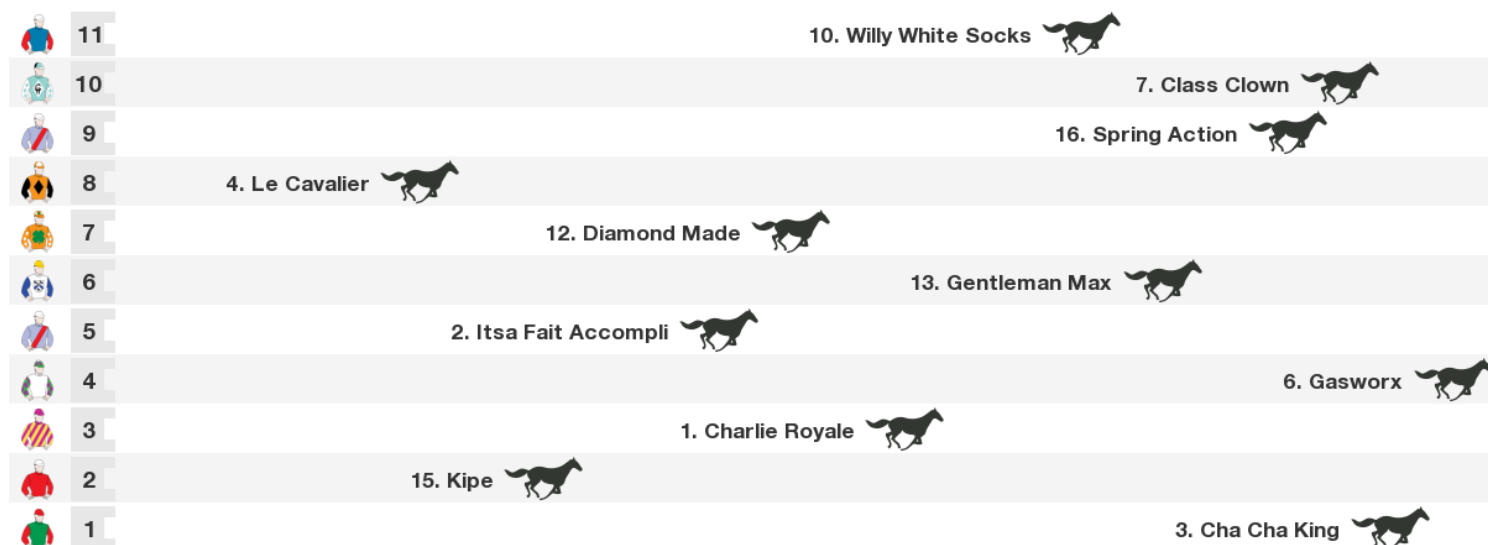 11 10. Willy White Socks
10 7. Class Clown
9 16. Spring Action
8 4. Le Cavalier
7 12. Diamond Made
6 13. Gentleman Max
5 2. Itsa Fait Accompli
4 6. Gasworx
3 1. Charlie Royale
2 15. Kipe
1 3. Cha Cha King